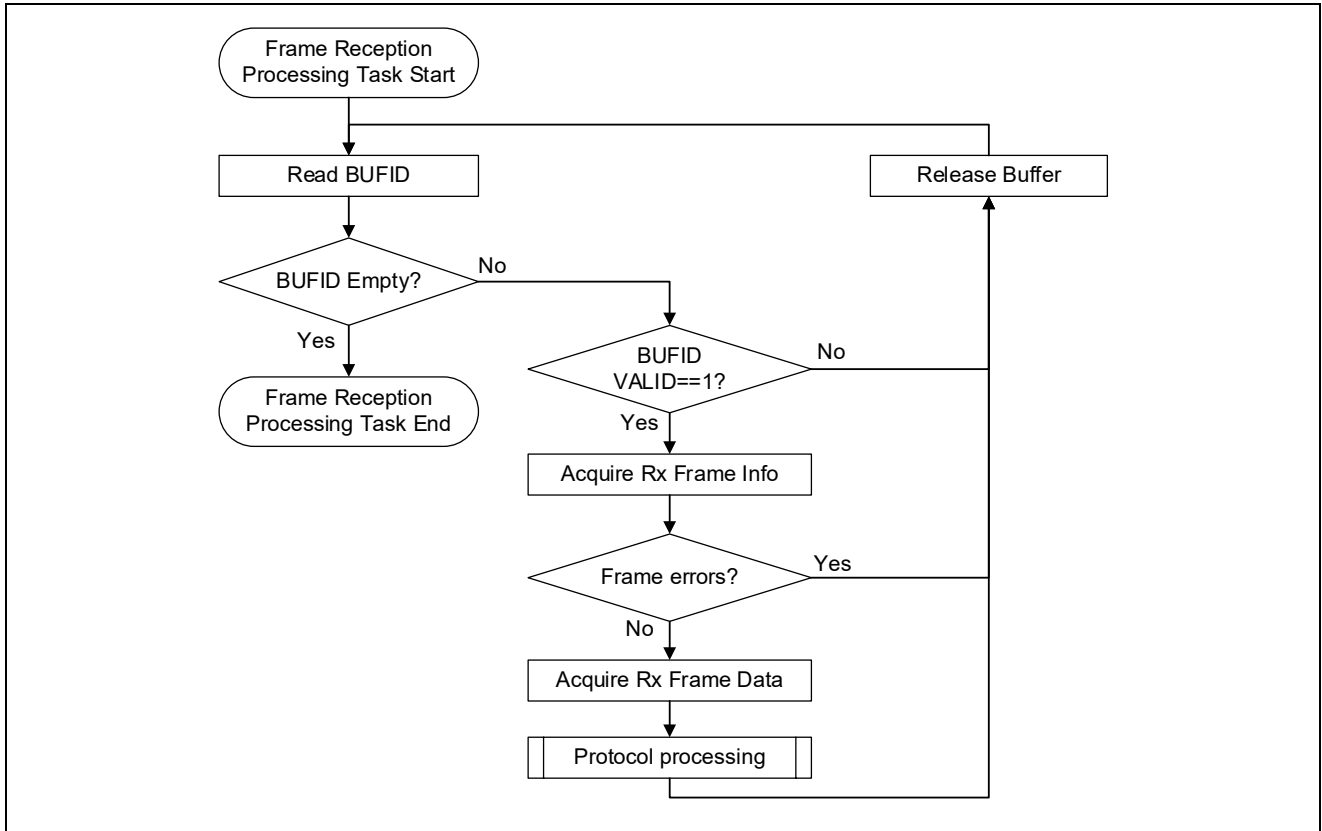 Frame Reception
Processing Task Start
Read BUFID
Release Buffer
BUFID Empty?
No
Yes
BUFID
VALID==1?
No
Yes
Frame Reception
Processing Task End
Acquire Rx Frame Info
Frame errors?
Yes
No
Acquire Rx Frame Data
Protocol processing